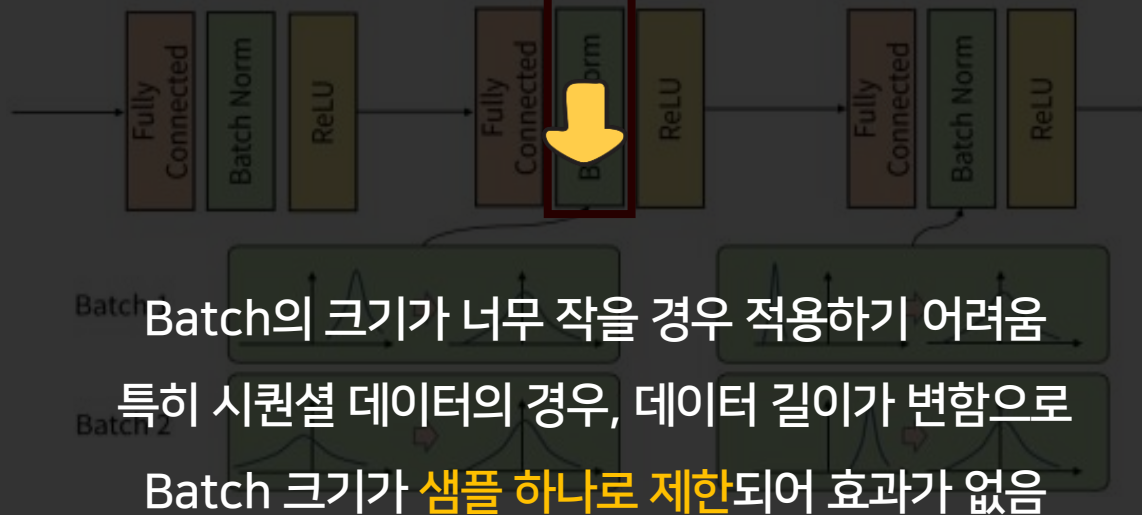 Fully
Connected
Batch Norm
ReLU
Fully
Connected
ReLU
Fully
Connected
Batch Norm
ReLU
Batch의 크기가 너무 작을 경우 적용하기 어려움
특히 시퀀셜 데이터의 경우, 데이터 길이가 변함으로
Batch 2
Batch 크기가 샘플 하나로 제한되어 효과가 없음